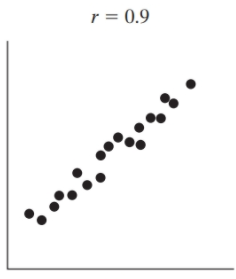 r = 0.9